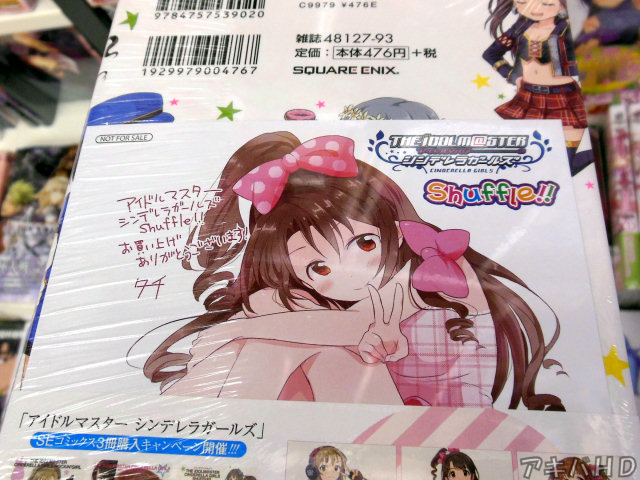 9784757539020
C9979 ¥476E
雑誌 48127-93
定価：本体476円 +税
1929979004767
SQUARE ENIX.
NOT FOR SALE
THE iDOLM@STER
シンデレラガールズ
CINDERELLA GIRLS
Shuffle!!
アイドルマスター
シンデレラガールズ
Shuffle!!
お買い上げ
ありがとうございます!
タチ
「アイドルマスター シンデレラガールズ」
SEコミックス3冊購入キャンペーン開催!!!
アキバHD